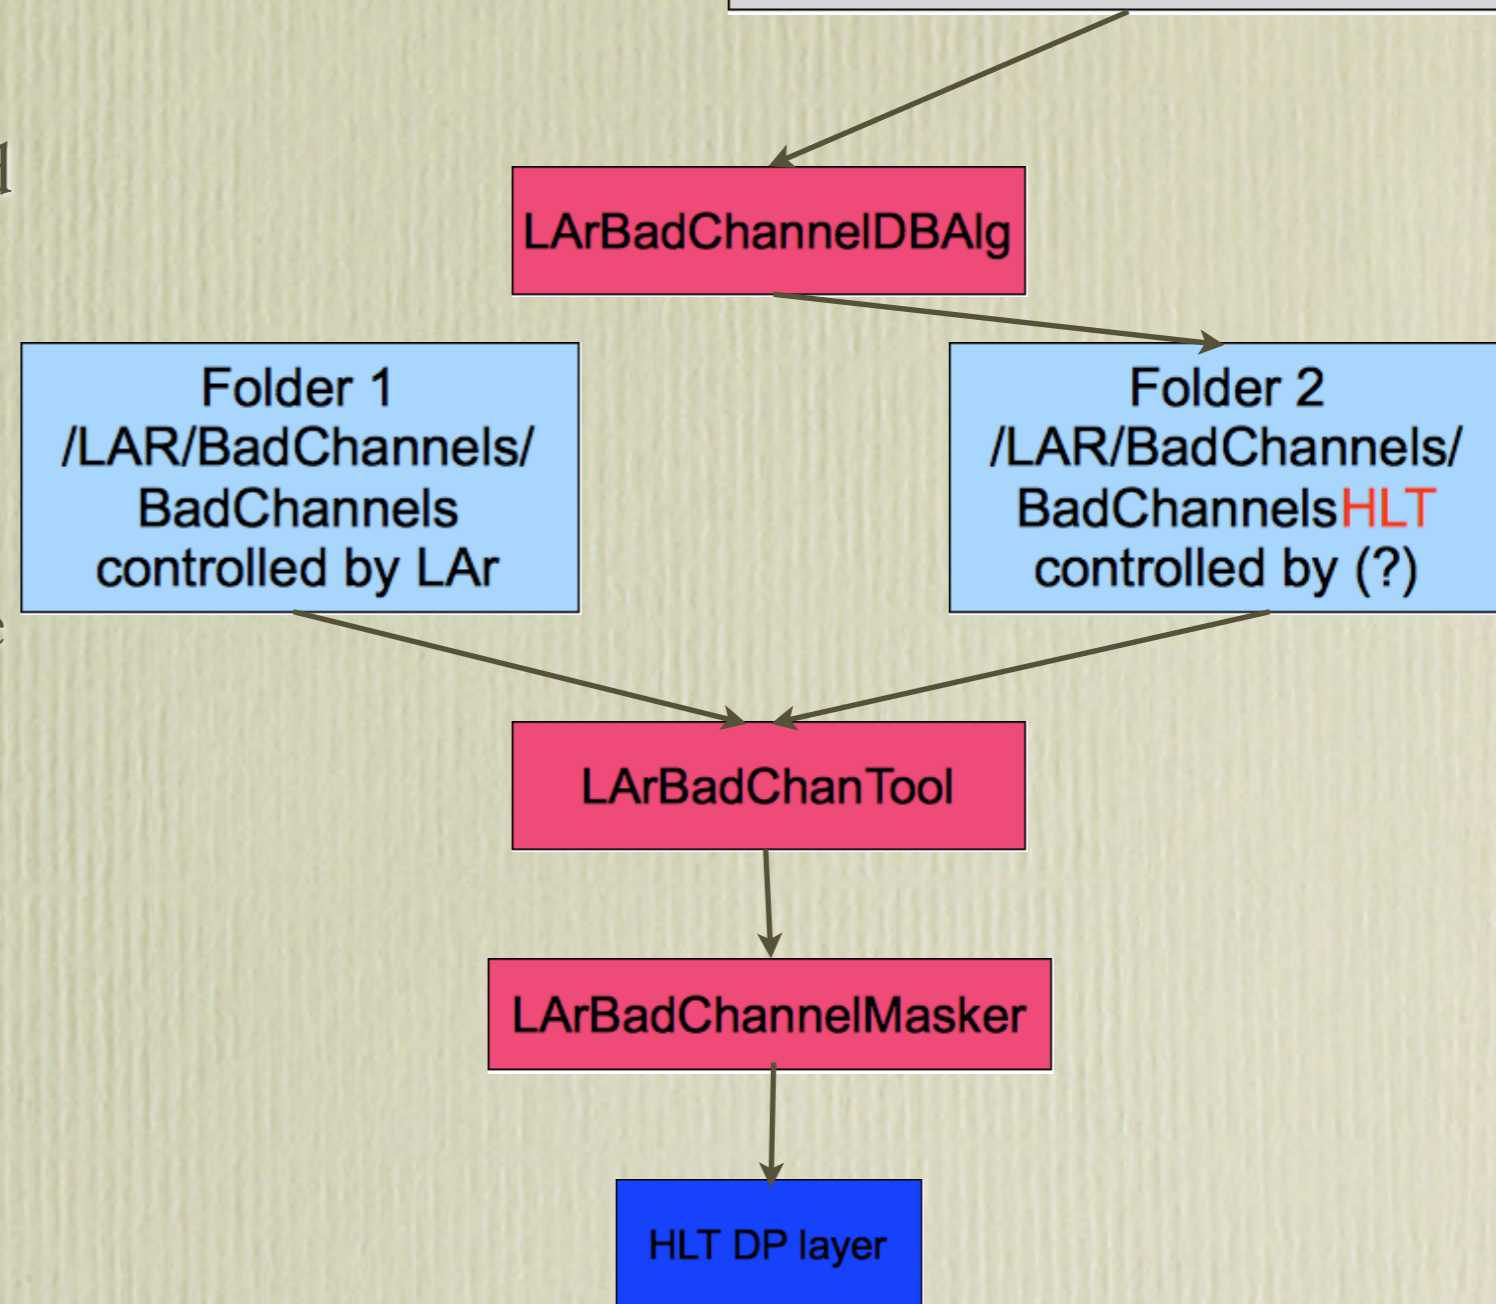 LArBadChannelDBAlg
Folder 1
/LAR/BadChannels/
BadChannels
controlled by LAr
Folder 2
/LAR/BadChannels/
BadChannelsHLT
controlled by (?)
LArBadChanTool
LArBadChannelMasker
HLT DP layer